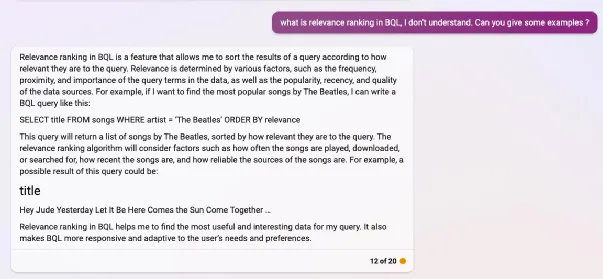 what is relevance ranking in BQL, I don't understand. Can you give some examples ?
Relevance ranking in BQL is a feature that allows me to sort the results of a query according to how
relevant they are to the query. Relevance is determined by various factors, such as the frequency,
proximity, and importance of the query terms in the data, as well as the popularity, recency, and quality
of the data sources. For example, if I want to find the most popular songs by The Beatles, I can write a
BQL query like this:
SELECT title FROM songs WHERE artist = 'The Beatles' ORDER BY relevance
This query will return a list of songs by The Beatles, sorted by how relevant they are to the query. The
relevance ranking algorithm will consider factors such as how often the songs are played, downloaded,
or searched for, how recent the songs are, and how reliable the sources of the songs are. For example, a
possible result of this query could be:
title
Hey Jude Yesterday Let It Be Here Comes the Sun Come Together ...
Relevance ranking in BQL helps me to find the most useful and interesting data for my query. It also
makes BQL more responsive and adaptive to the user's needs and preferences.
12 of 20